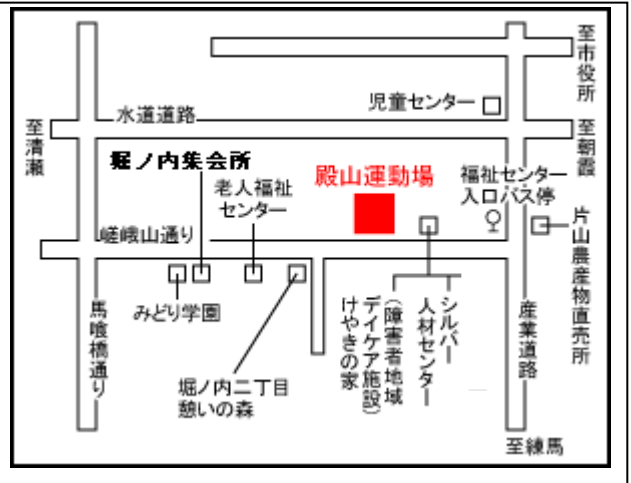 至市役所
児童センター
水道道路
至清瀬
至朝霞
堀ノ内集会所
殿山運動場
福祉センター
入口バス停
老人福祉
センター
片山農産物直売所
嵯峨山通り
みどり学園
馬喰橋通り
シルバー
人材センター
(障害者地域
デイケア施設)
けやきの家
産業道路
堀ノ内二丁目
憩いの森
至練馬